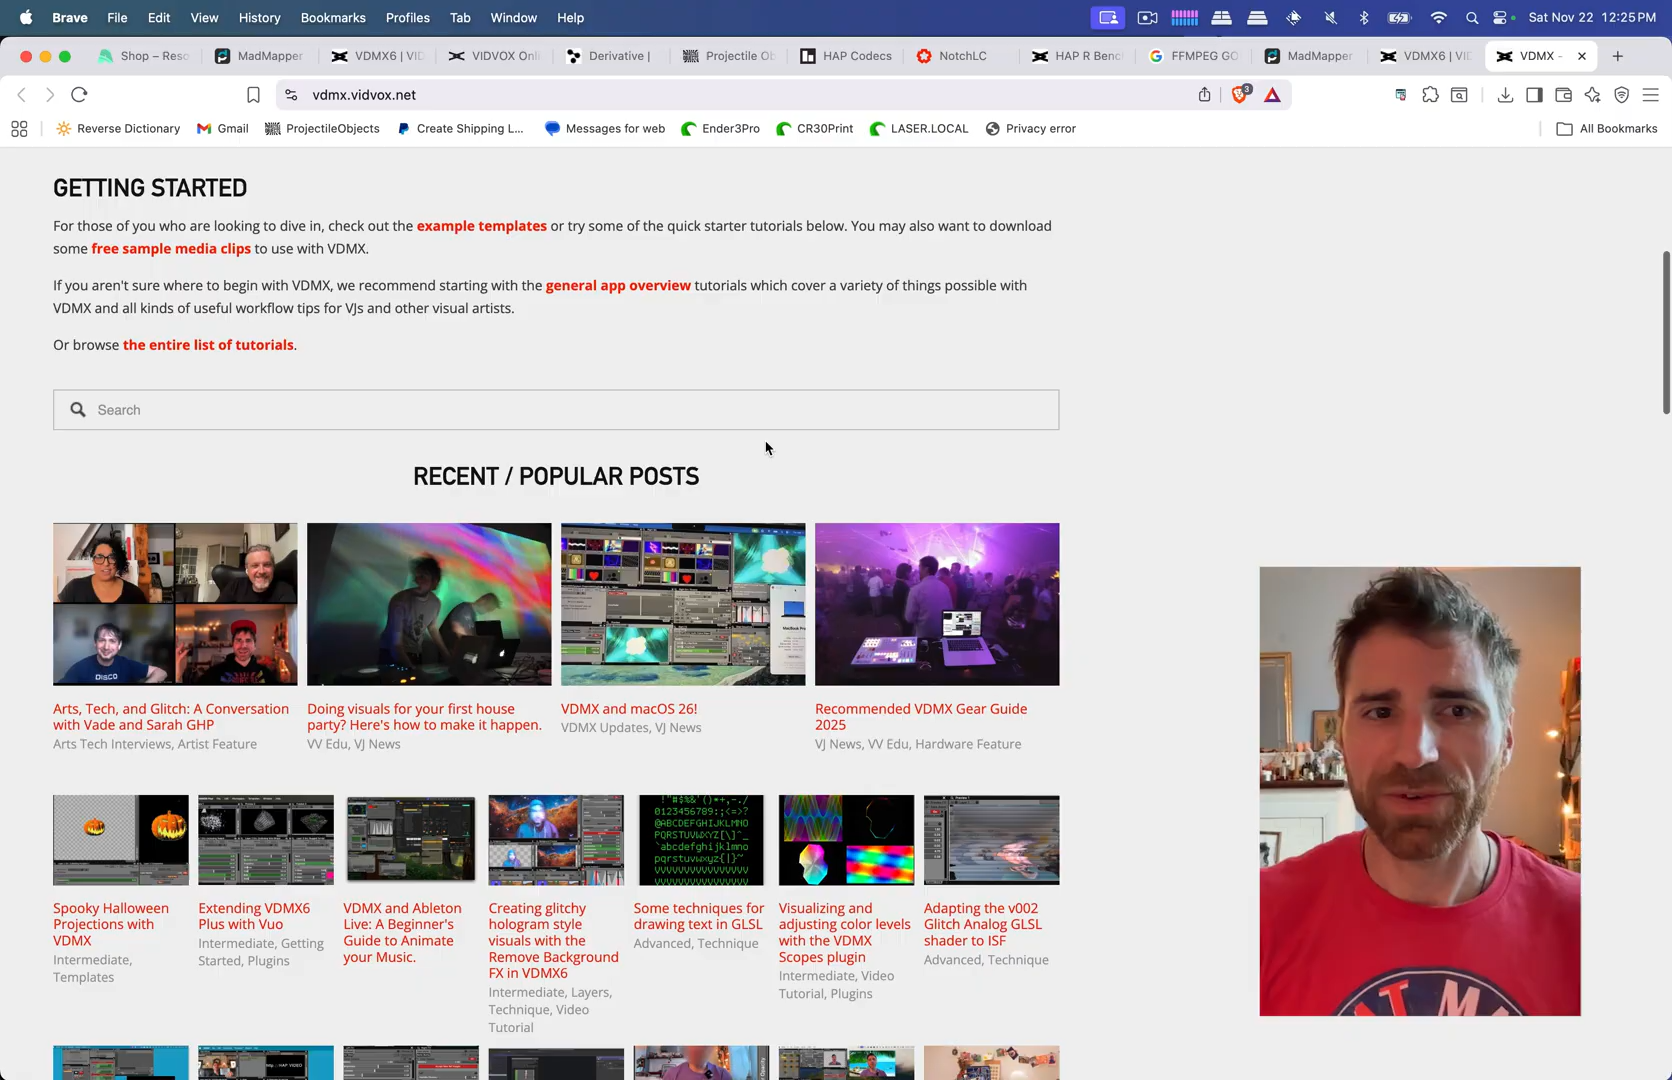 Brave File Edit View History Bookmarks Profiles Tab Window Help Sat Nov 22 12:25 PM
Shop – Reso MadMapper VDMX6 | VID VIDVOX Onli Derivative | Projectile Ob HAP Codecs NotchLC HAP R Benc FFMPEG GO MadMapper VDMX6 | VID VDMX -
vdmx.vidvox.net 3
Reverse Dictionary Gmail ProjectileObjects Create Shipping L... Messages for web Ender3Pro CR30Print LASER.LOCAL Privacy error All Bookmarks
GETTING STARTED
For those of you who are looking to dive in, check out the example templates or try some of the quick starter tutorials below. You may also want to download
some free sample media clips to use with VDMX.
If you aren't sure where to begin with VDMX, we recommend starting with the general app overview tutorials which cover a variety of things possible with
VDMX and all kinds of useful workflow tips for VJs and other visual artists.
Or browse the entire list of tutorials.
Search
RECENT / POPULAR POSTS
DISCO
Arts, Tech, and Glitch: A Conversation
with Vade and Sarah GHP
Arts Tech Interviews, Artist Feature
Doing visuals for your first house
party? Here's how to make it happen.
VV Edu, VJ News
VDMX and macOS 26!
VDMX Updates, VJ News
Recommended VDMX Gear Guide
2025
VJ News, VV Edu, Hardware Feature
Spooky Halloween
Projections with
VDMX
Intermediate,
Templates
Extending VDMX6
Plus with Vuo
Intermediate, Getting
Started, Plugins
VDMX and Ableton
Live: A Beginner's
Guide to Animate
your Music.
Creating glitchy
hologram style
visuals with the
Remove Background
FX in VDMX6
Intermediate, Layers,
Technique, Video
Tutorial
Some techniques for
drawing text in GLSL
Advanced, Technique
Visualizing and
adjusting color levels
with the VDMX
Scopes plugin
Intermediate, Video
Tutorial, Plugins
Adapting the v002
Glitch Analog GLSL
shader to ISF
Advanced, Technique